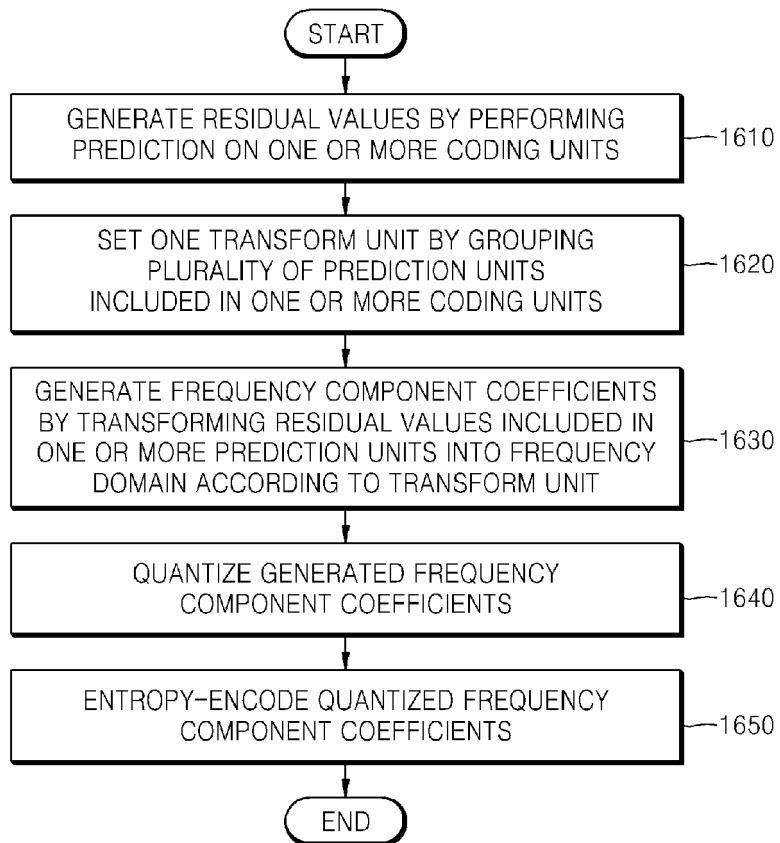 START
GENERATE RESIDUAL VALUES BY PERFORMING
PREDICTION ON ONE OR MORE CODING UNITS
1610
SET ONE TRANSFORM UNIT BY GROUPING
PLURALITY OF PREDICTION UNITS
INCLUDED IN ONE OR MORE CODING UNITS
1620
GENERATE FREQUENCY COMPONENT COEFFICIENTS
BY TRANSFORMING RESIDUAL VALUES INCLUDED IN
ONE OR MORE PREDICTION UNITS INTO FREQUENCY
DOMAIN ACCORDING TO TRANSFORM UNIT
1630
QUANTIZE GENERATED FREQUENCY
COMPONENT COEFFICIENTS
1640
ENTROPY-ENCODE QUANTIZED FREQUENCY
COMPONENT COEFFICIENTS
1650
END